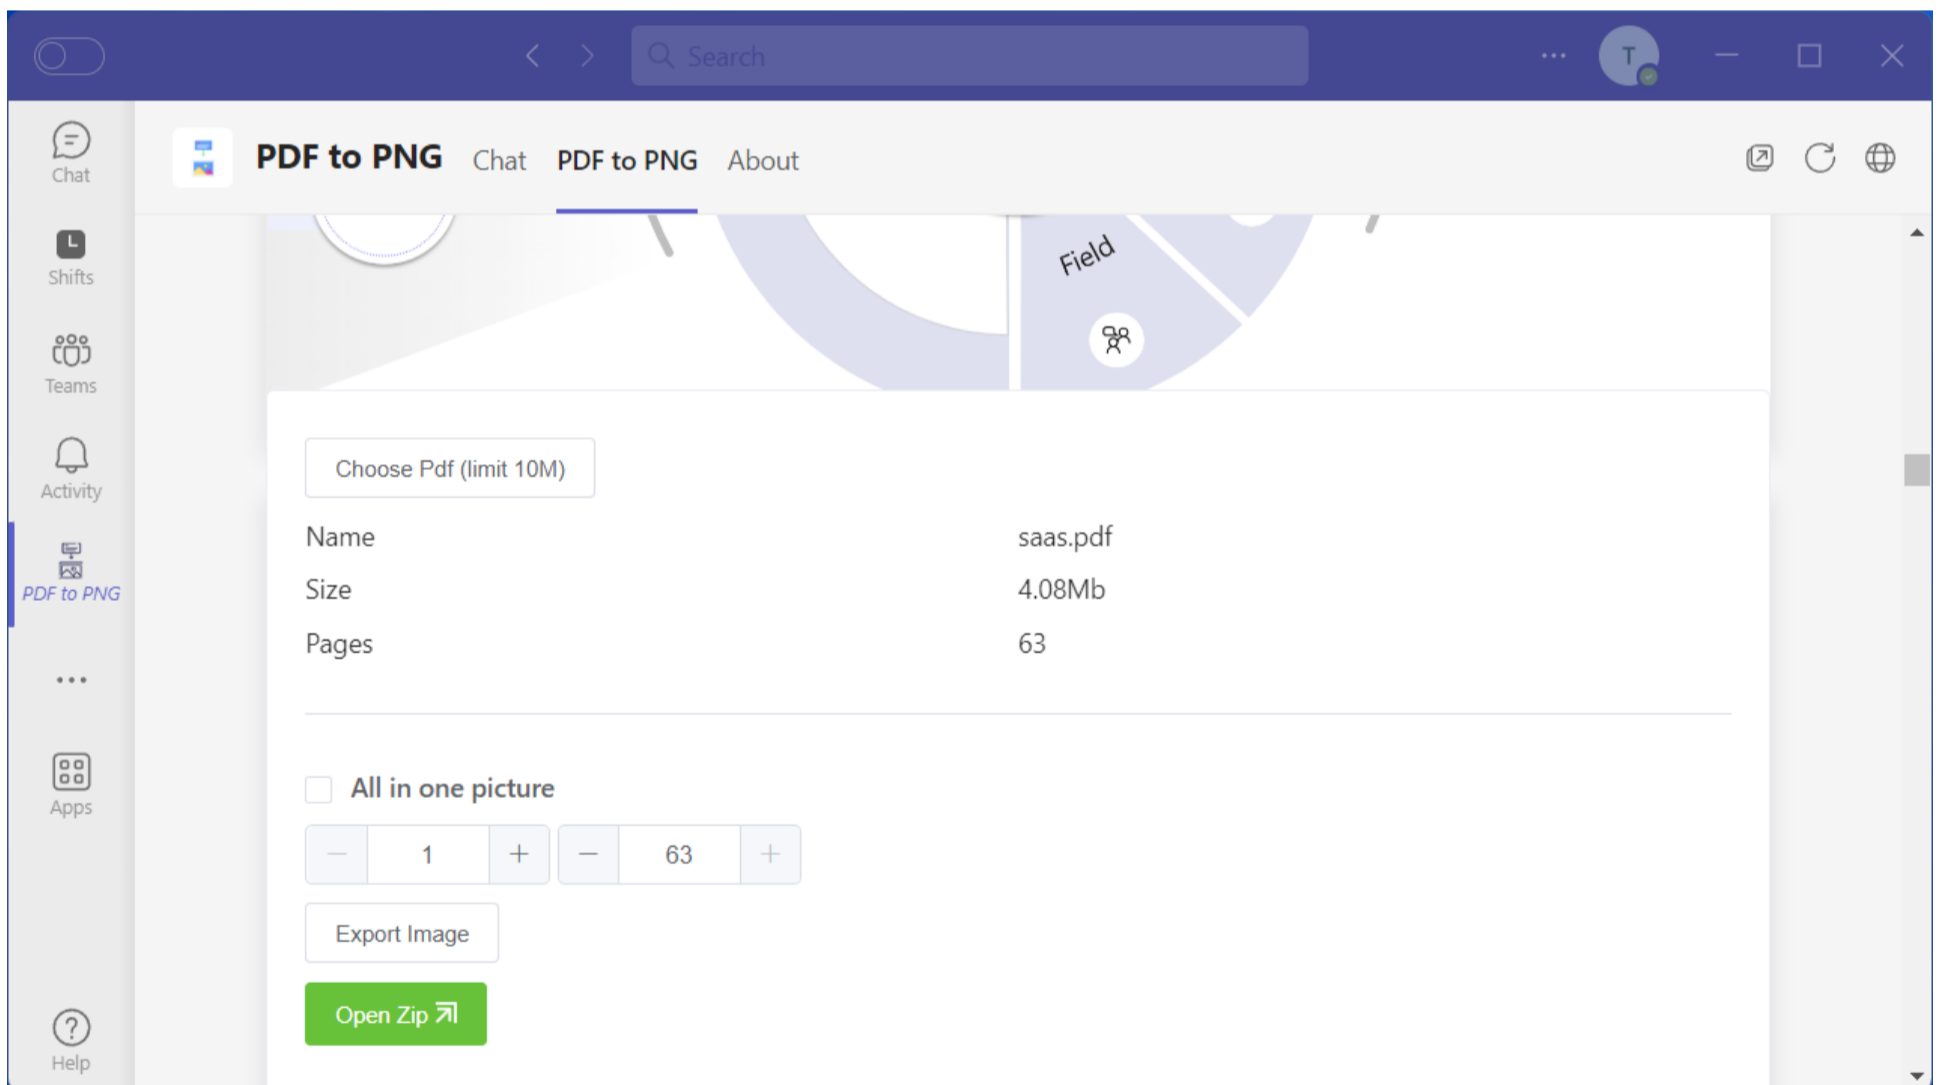 Search
T
Chat
Shifts
Teams
Activity
PDF to PNG
Apps
Help
PDF to PNG Chat PDF to PNG About
Field
Choose Pdf (limit 10M)
Name saas.pdf
Size 4.08Mb
Pages 63
All in one picture
1 63
Export Image
Open Zip